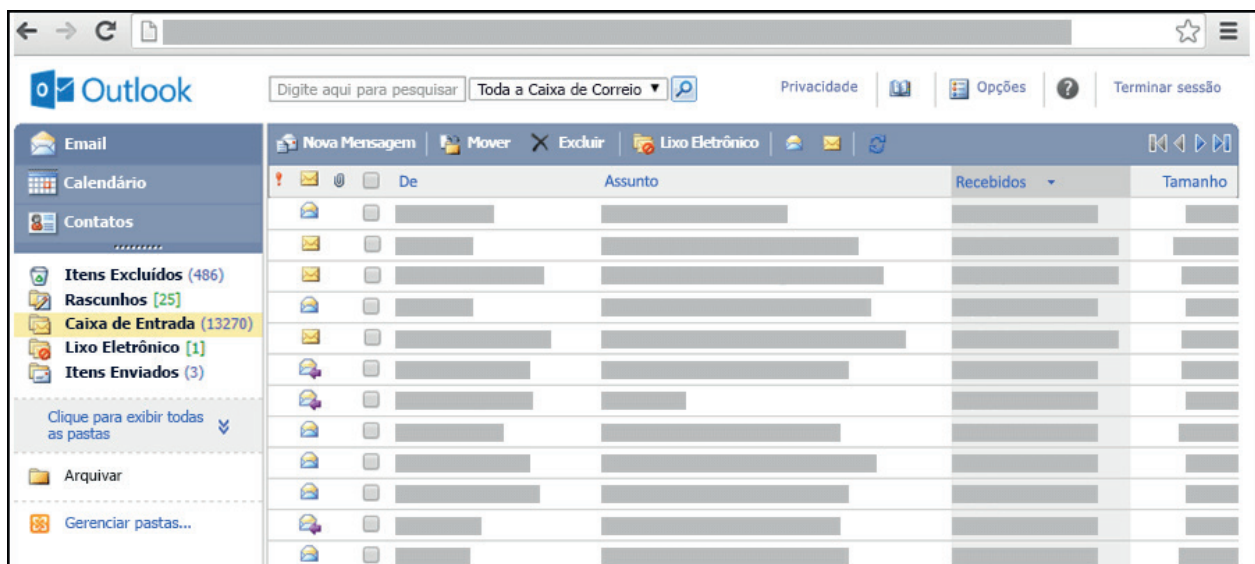 Outlook
Digite aqui para pesquisar Toda a Caixa de Correio Privacidade Opções Terminar sessão
Email
Nova Mensagem Mover Excluir Lixo Eletrônico
Calendário
De Assunto Recebidos Tamanho
Contatos
Itens Excluídos (486)
Rascunhos [25]
Caixa de Entrada (13270)
Lixo Eletrônico [1]
Itens Enviados (3)
Clique para exibir todas
as pastas
Arquivar
Gerenciar pastas...